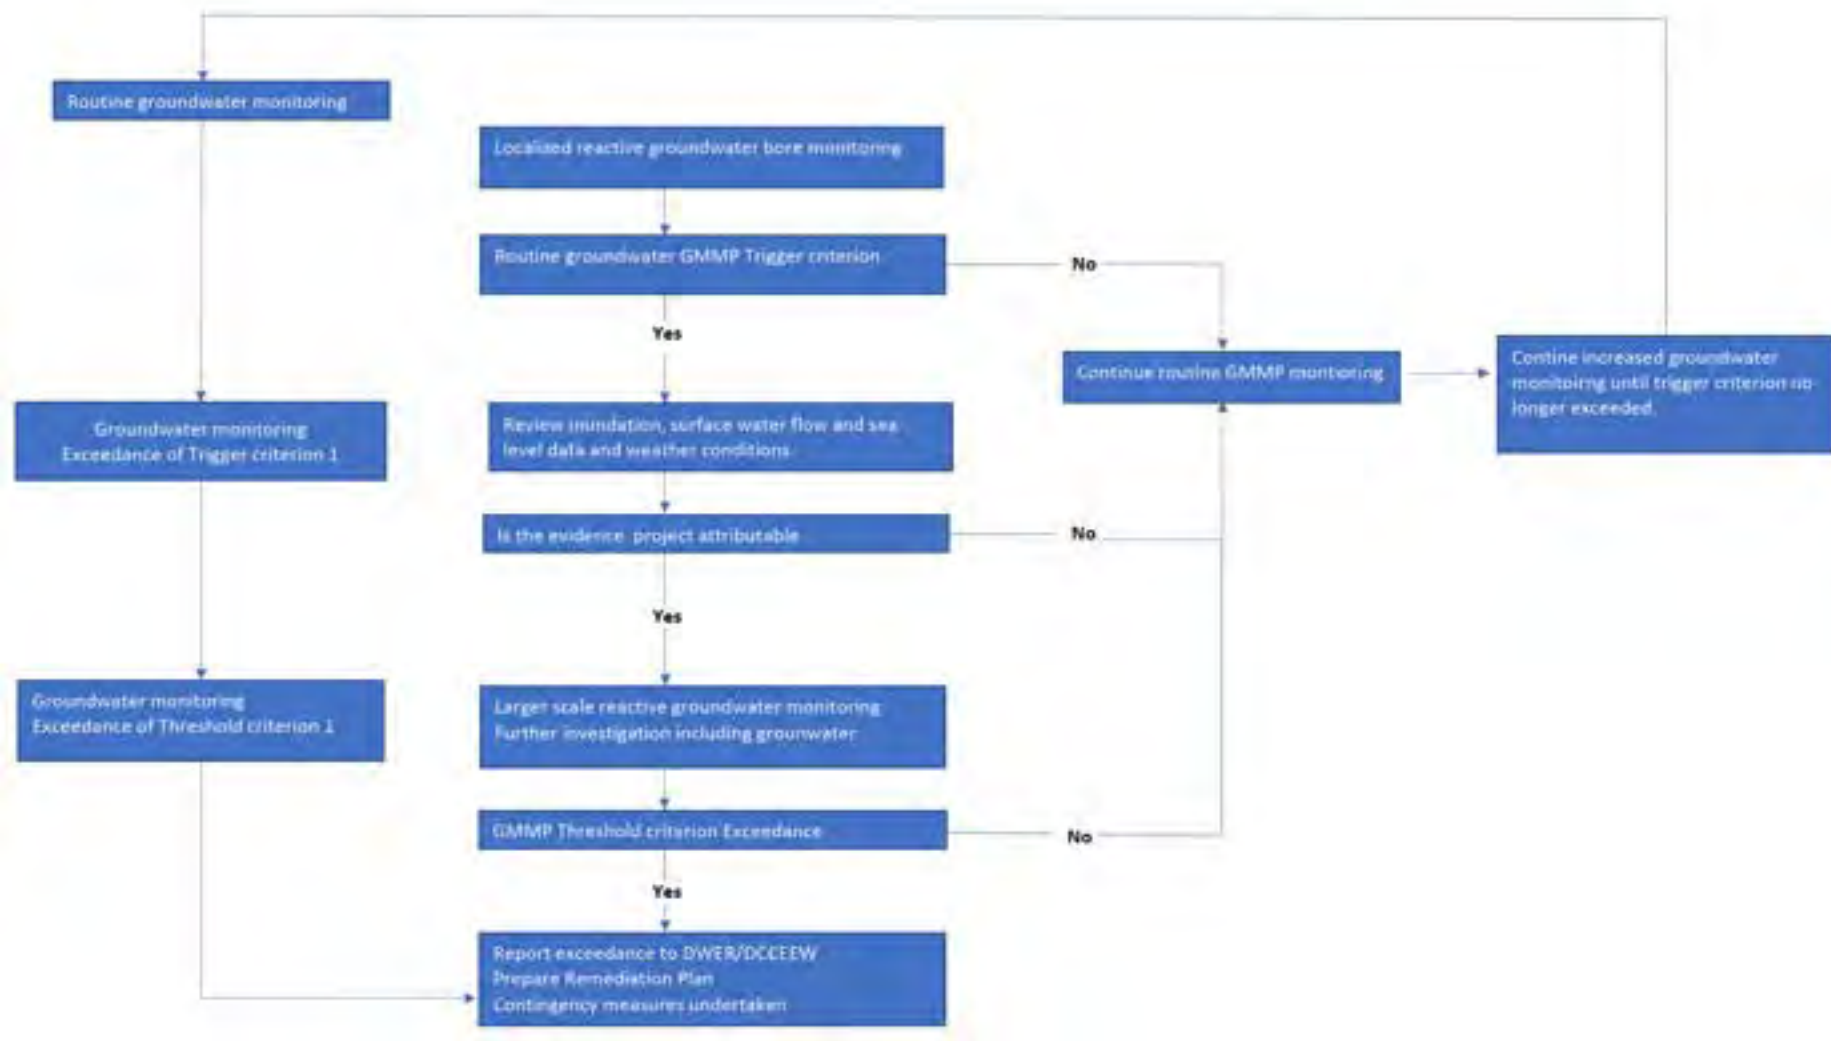 Routine groundwater monitoring
Localised reactive groundwater bore monitoring
Routine groundwater GMMP Trigger criterion
No
Yes
Continue routine GMMP montioring
Contine increased groundwater
monitoirng until trigger criterion no
longer exceeded.
Groundwater monitoring
Exceedance of Trigger criterion 1
Review inundation, surface water flow and sea
level data and weather conditions
Is the evidence project attributable
No
Yes
Groundwater monitoring
Exceedance of Threshold criterion 1
Larger scale reactive groundwater monitoring
Further investigation including grounwater
GMMP Threshold criterion Exceedance
No
Yes
Report exceedance to DWER/DCCEEW
Prepare Remediation Plan
Contingency measures undertaken